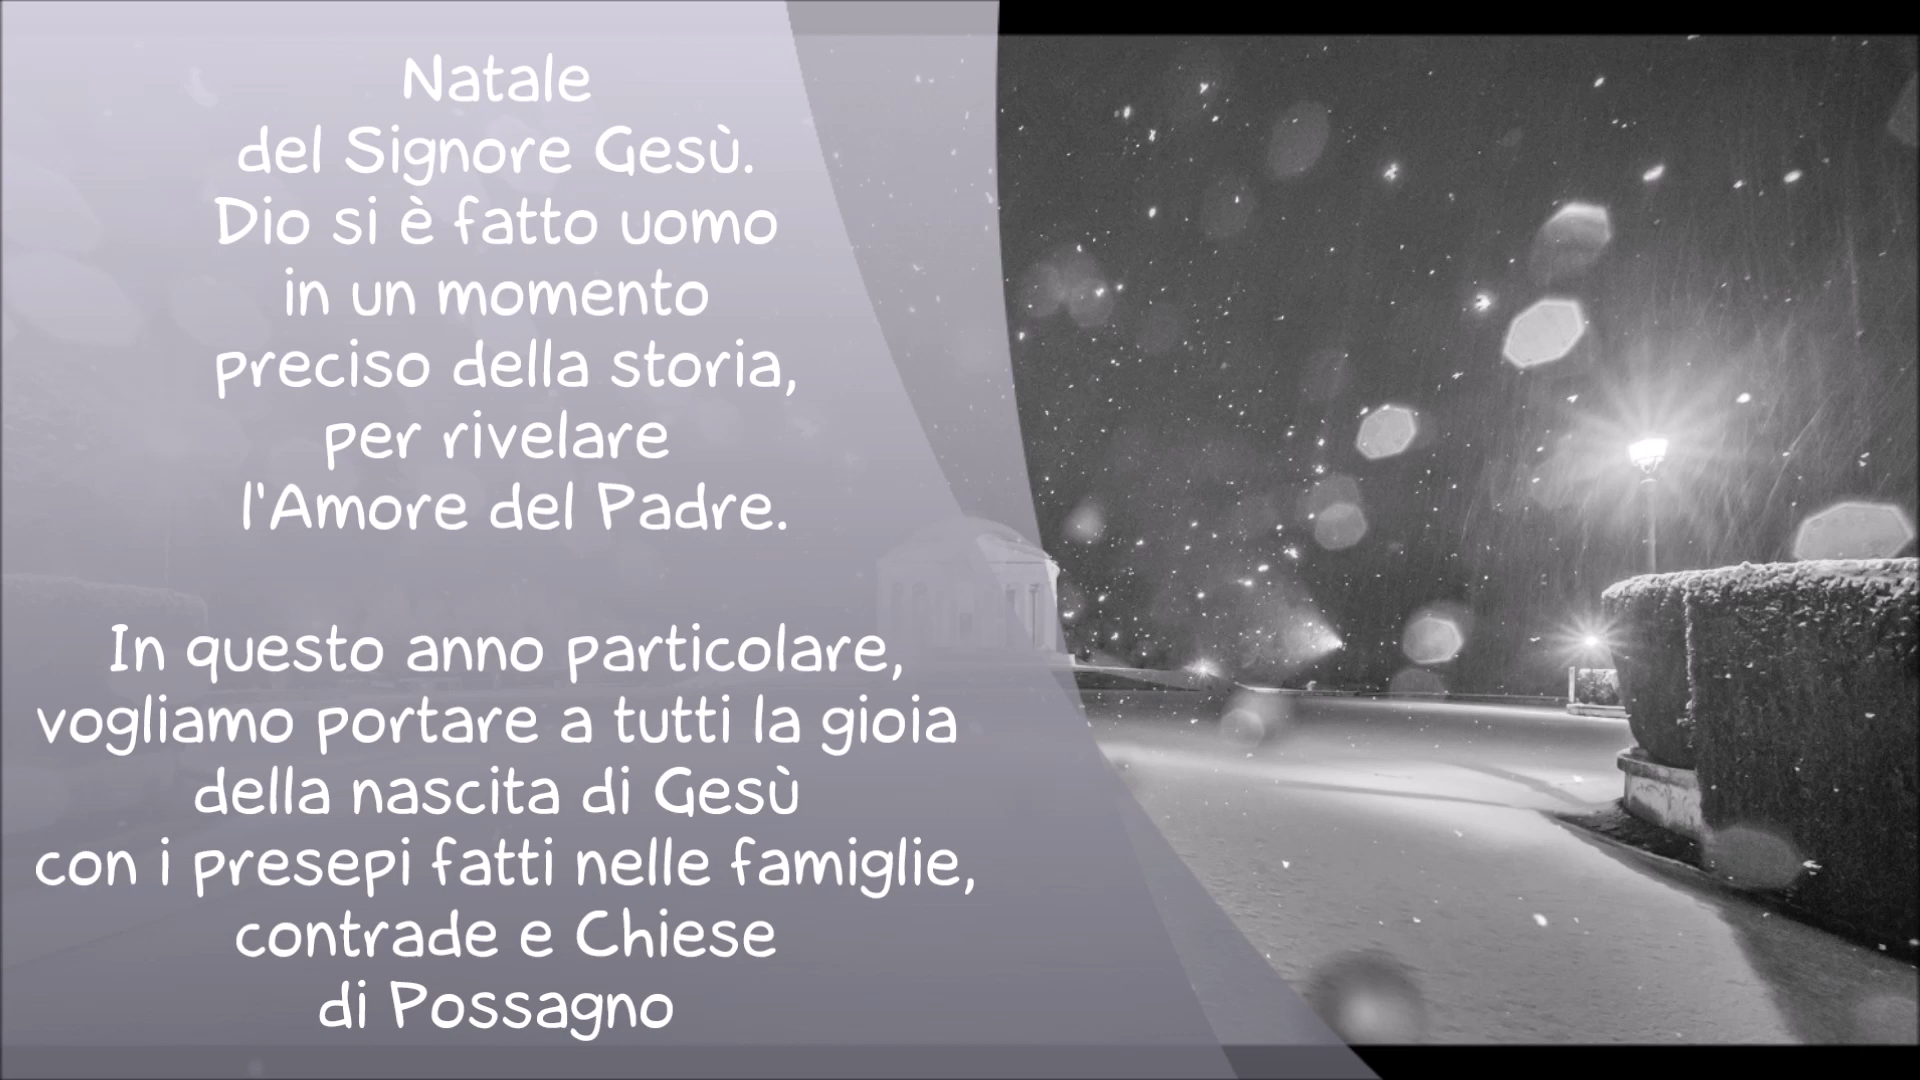 Natale
del Signore Gesù.
Dio si è fatto uomo
in un momento
preciso della storia,
per rivelare
l'Amore del Padre.
In questo anno particolare,
vogliamo portare a tutti la gioia
della nascita di Gesù
con i presepi fatti nelle famiglie,
contrade e Chiese
di Possagno